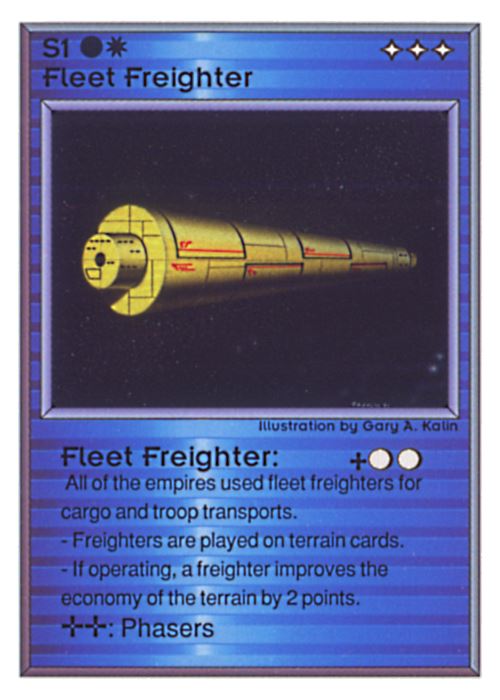 S1
Fleet Freighter
Illustration by Gary A. Kalin
Fleet Freighter: +
All of the empires used fleet freighters for
cargo and troop transports.
- Freighters are played on terrain cards.
- If operating, a freighter improves the
economy of the terrain by 2 points.
: Phasers